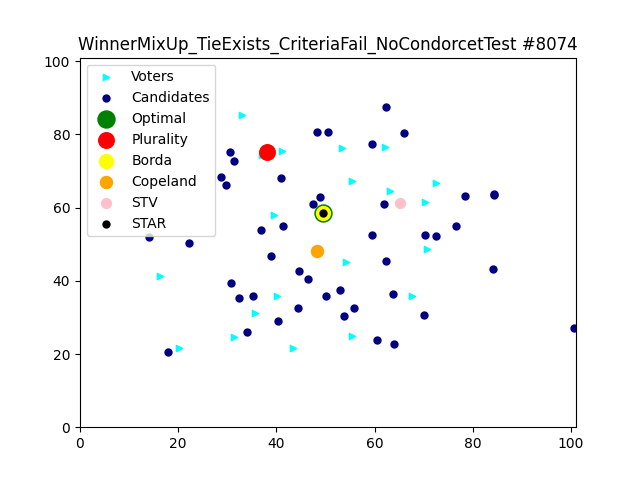 WinnerMixUp_TieExists_CriteriaFail_NoCondorcetTest #8074
Voters
Candidates
Optimal
Plurality
Borda
Copeland
STV
STAR
100
80
60
40
20
0
0 20 40 60 80 100